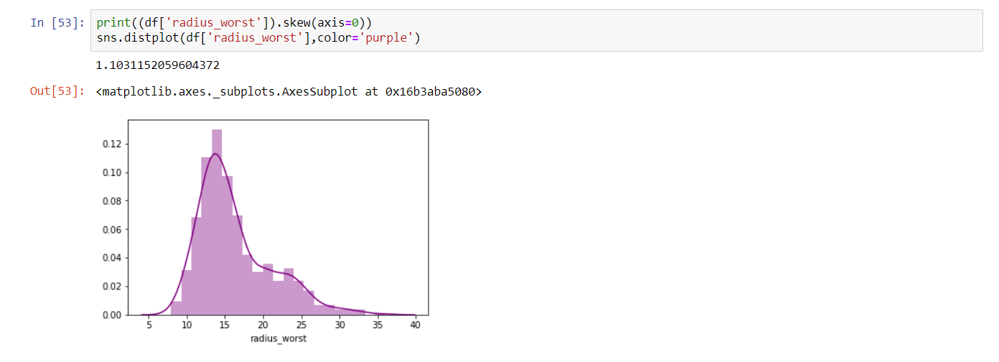 In [53]: print((df['radius_worst']).skew(axis=0))
sns.distplot(df['radius_worst'],color='purple')
1.1031152059604372
Out[53]: <matplotlib.axes._subplots.AxesSubplot at 0x16b3aba5080>
0.12
0.10
0.08
0.06
0.04
0.02
0.00
5 10 15 20 25 30 35 40
radius_worst